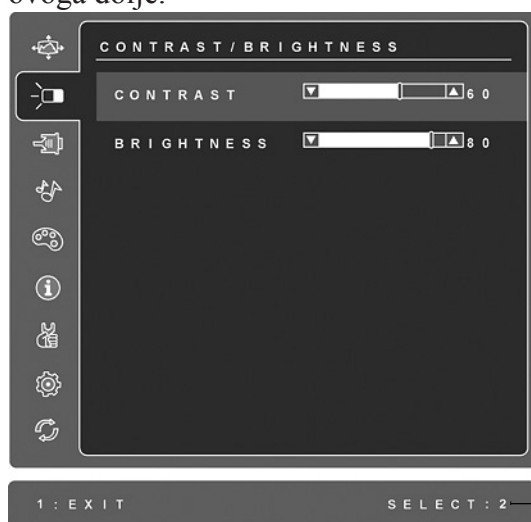 ovoga dolje.
CONTRAST/BRIGHTNESS
CONTRAST 60
BRIGHTNESS 80
1:EXIT SELECT:2